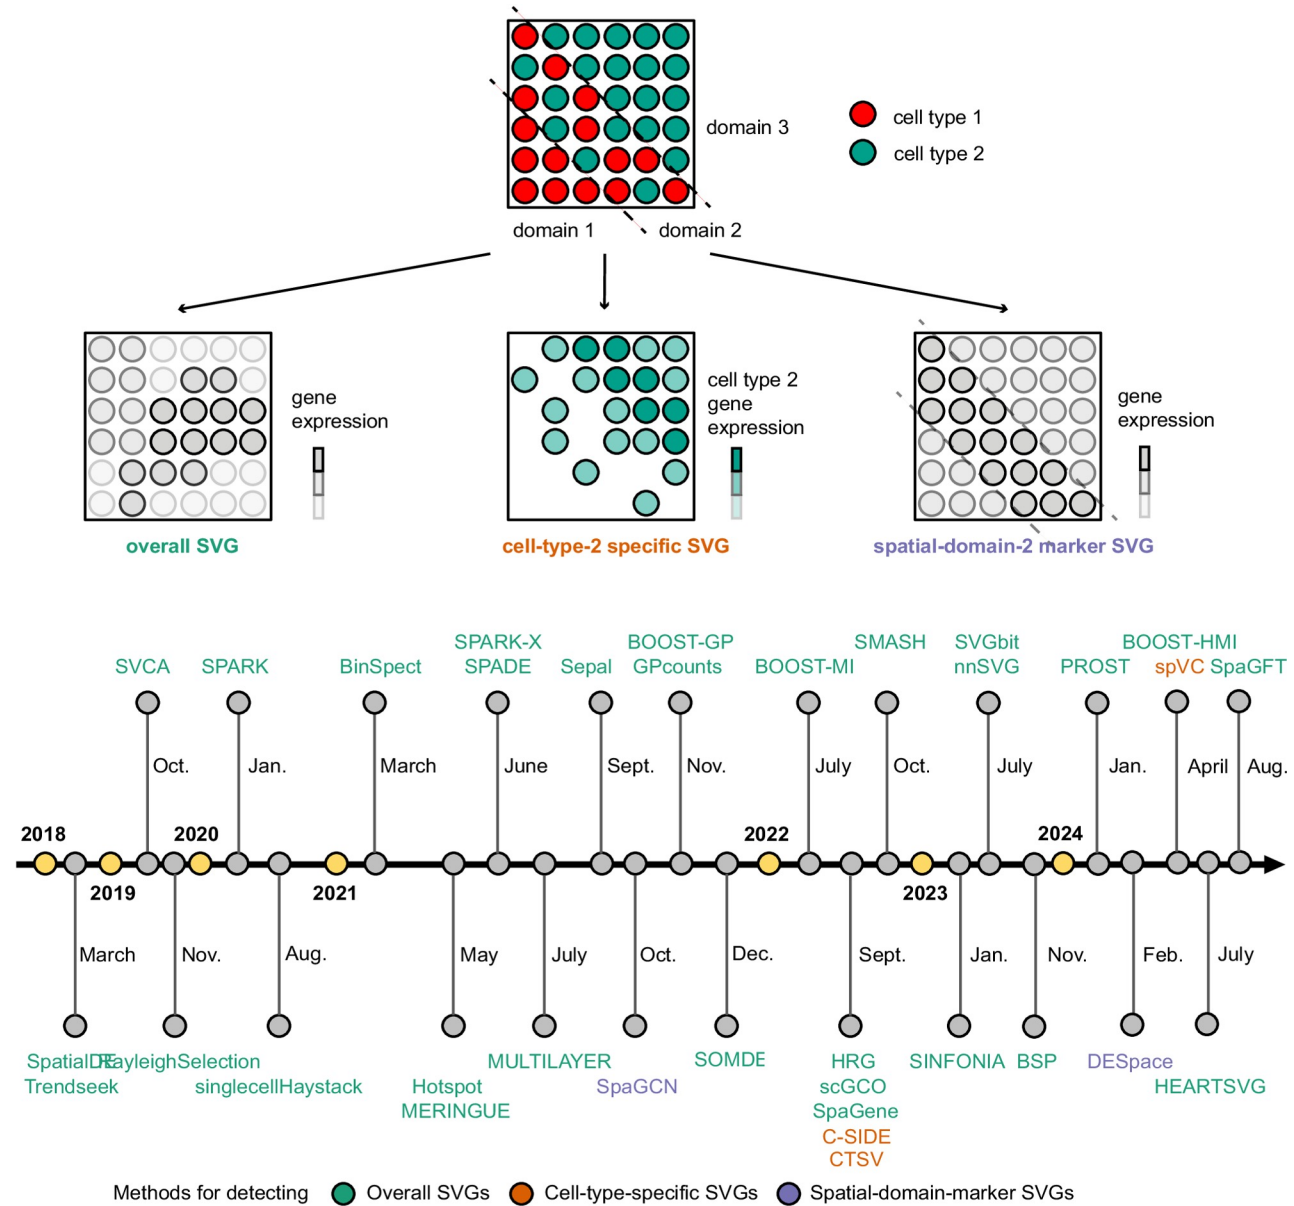 cell type 1
domain 3
cell type 2
domain 1
domain 2
gene
expression
cell type 2
gene
expression
gene
expression
overall SVG
cell-type-2 specific SVG
spatial-domain-2 marker SVG
SPARK-X
BOOST-GP
SMASH
SVGbit
BOOST-HMI
SVCA
SPARK
BinSpect
SPADE
Sepal
GPcounts
BOOST-MI
nnSVG
PROST
spVC
SpaGFT
Oct.
Jan.
March
June
Sept.
Nov.
July
Oct.
July
Jan.
April
Aug.
2018
2020
2022
2024
2019
2021
2023
March
Nov.
Aug.
May
July
Oct.
Dec.
Sept.
Jan.
Nov.
Feb.
July
SpatialDE
RayleighSelection
MULTILAYER
SOMDE
HRG
SINFONIA
BSP
DESpace
Trendseek
singlecellHaystack
Hotspot
SpaGCN
scGCO
HEARTSVG
MERINGUE
SpaGene
C-SIDE
CTSV
Methods for detecting
Overall SVGs
Cell-type-specific SVGs
Spatial-domain-marker SVGs